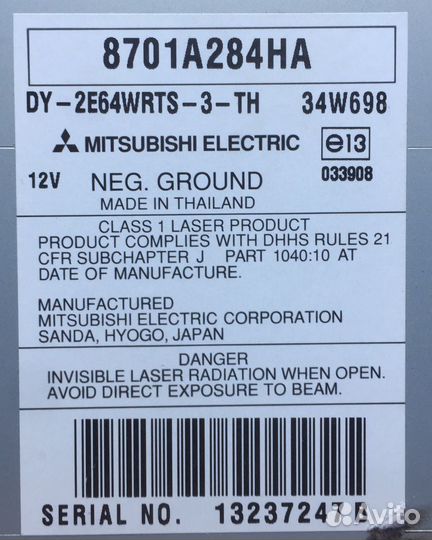 8701A284HA
DY-2E64WRTS-3-TH 34W698
MITSUBISHI ELECTRIC e13
12V NEG. GROUND 033908
MADE IN THAILAND
CLASS 1 LASER PRODUCT
PRODUCT COMPLIES WITH DHHS RULES 21
CFR SUBCHAPTER J PART 1040:10 AT
DATE OF MANUFACTURE.
MANUFACTURED
MITSUBISHI ELECTRIC CORPORATION
SANDA, HYOGO, JAPAN
DANGER
INVISIBLE LASER RADIATION WHEN OPEN.
AVOID DIRECT EXPOSURE TO BEAM.
SERIAL NO. 13237247
Avito